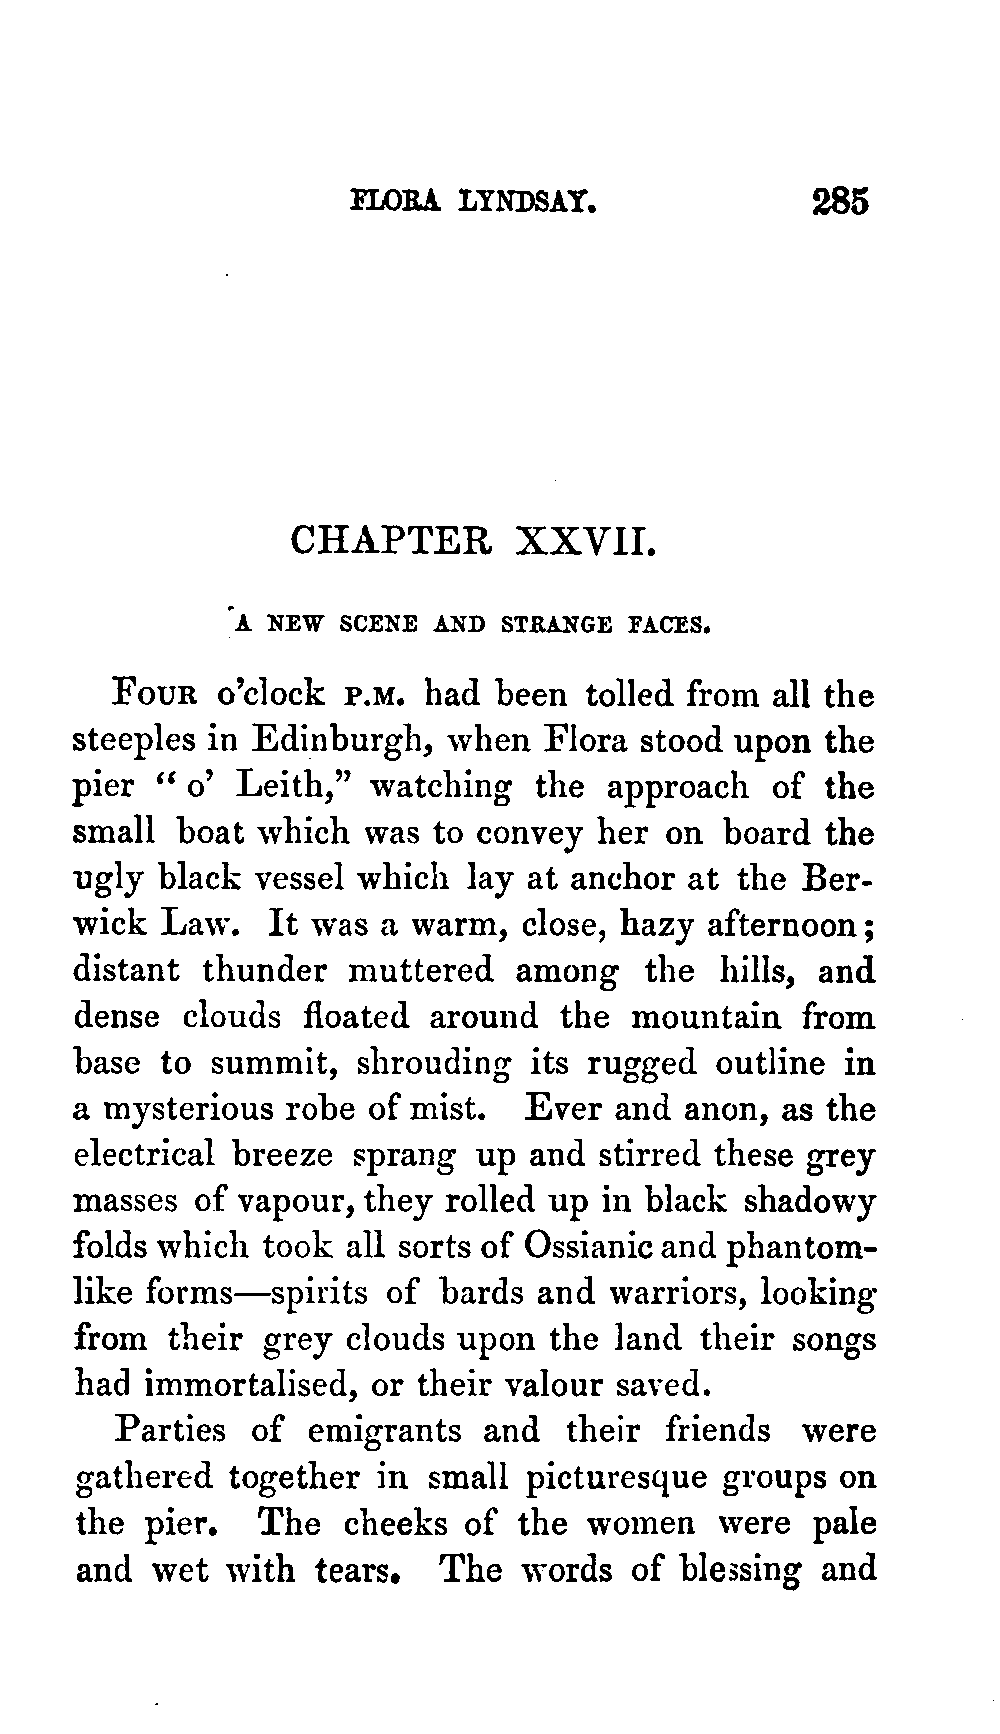 FLORA LYNDSAY. 285
CHAPTER XXVII.
A NEW SCENE AND STRANGE FACES.
FOUR o'clock P.M. had been tolled from all the
steeples in Edinburgh, when Flora stood upon the
pier “ o' Leith,” watching the approach of the
small boat which was to convey her on board the
ugly black vessel which lay at anchor at the Ber-
wick Law. It was a warm, close, hazy afternoon;
distant thunder muttered among the hills, and
dense clouds floated around the mountain from
base to summit, shrouding its rugged outline in
a mysterious robe of mist. Ever and anon, as the
electrical breeze sprang up and stirred these grey
masses of vapour, they rolled up in black shadowy
folds which took all sorts of Ossianic and phantom-
like forms—spirits of bards and warriors, looking
from their grey clouds upon the land their songs
had immortalised, or their valour saved.
Parties of emigrants and their friends were
gathered together in small picturesque groups on
the pier. The cheeks of the women were pale
and wet with tears. The words of blessing and